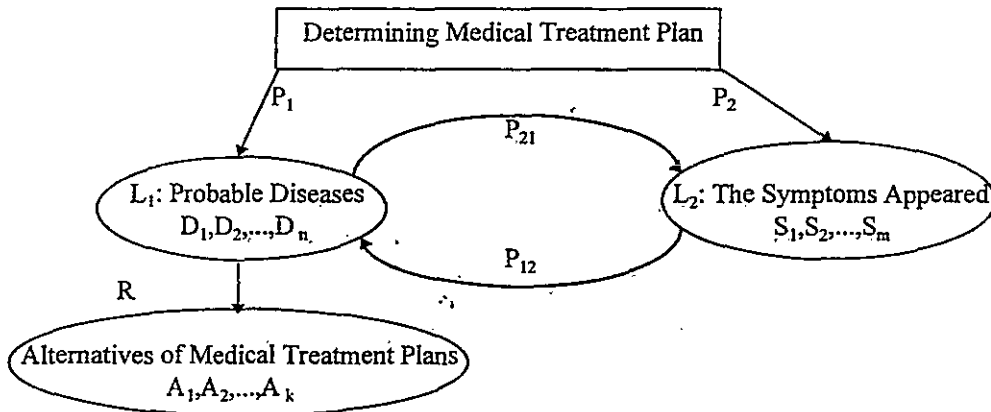 Determining Medical Treatment Plan
P₁
P₂
P₂₁
L₁: Probable Diseases
D₁,D₂,...,Dₙ
L₂: The Symptoms Appeared
S₁,S₂,...,Sₘ
P₁₂
R
Alternatives of Medical Treatment Plans
A₁,A₂,...,Aₖ